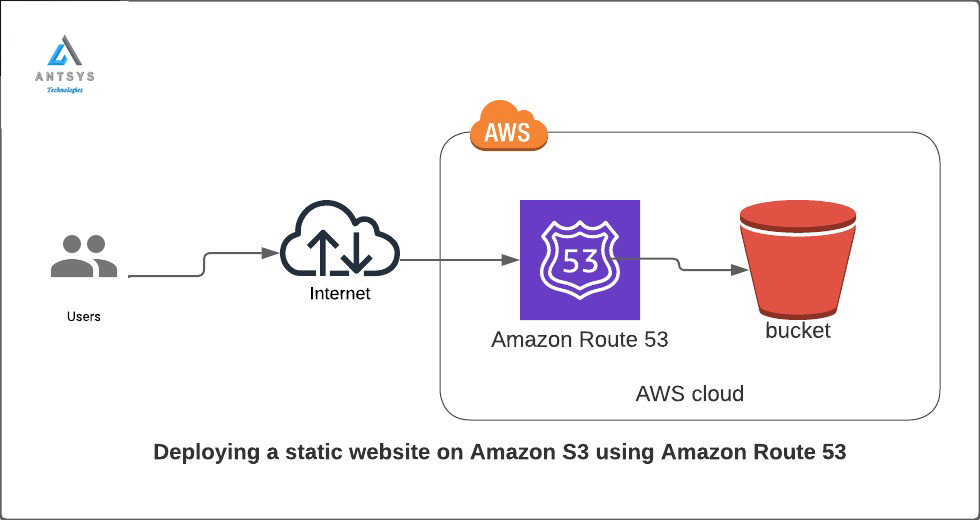 ANTSYS
Technologies
AWS
53
Users
Internet
Amazon Route 53
bucket
AWS cloud
Deploying a static website on Amazon S3 using Amazon Route 53